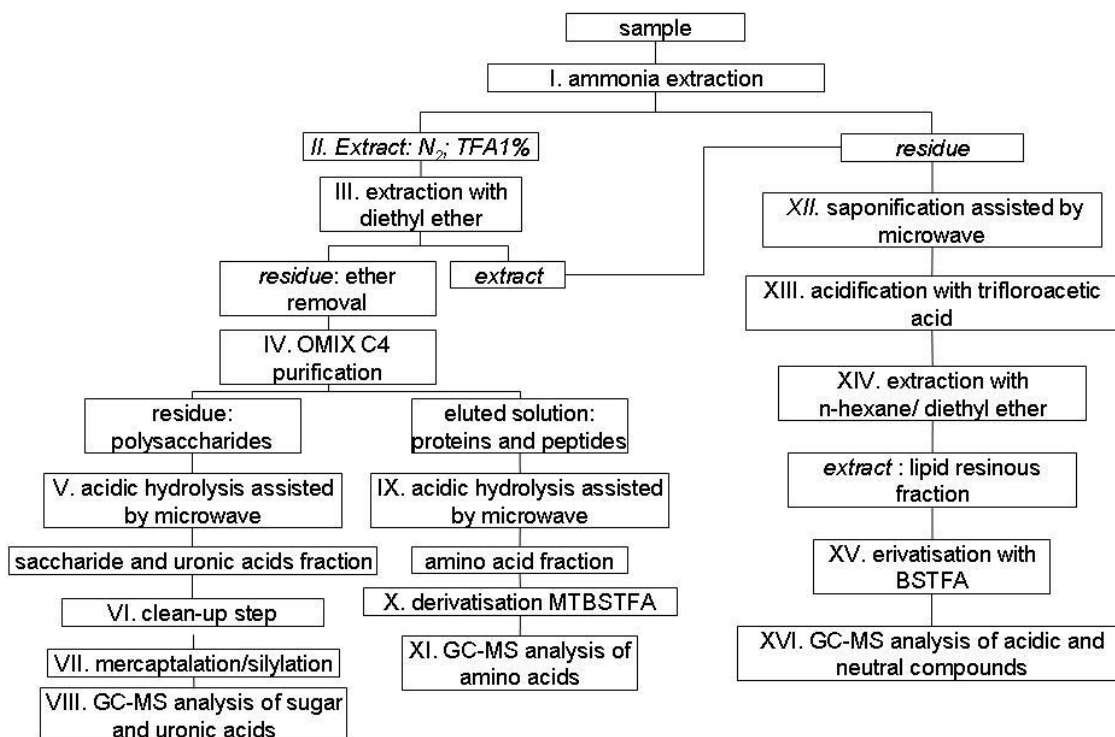 sample
I. ammonia extraction
II. Extract: N₂; TFA1%
residue
III. extraction with
diethyl ether
residue: ether
removal
extract
IV. OMIX C4
purification
residue:
polysaccharides
eluted solution:
proteins and peptides
V. acidic hydrolysis assisted
by microwave
IX. acidic hydrolysis assisted
by microwave
saccharide and uronic acids fraction
amino acid fraction
VI. clean-up step
X. derivatisation MTBSTFA
VII. mercaptalation/silylation
XI. GC-MS analysis of
amino acids
VIII. GC-MS analysis of sugar
and uronic acids
XII. saponification assisted by
microwave
XIII. acidification with trifloroacetic
acid
XIV. extraction with
n-hexane/ diethyl ether
extract : lipid resinous
fraction
XV. erivatisation with
BSTFA
XVI. GC-MS analysis of acidic and
neutral compounds